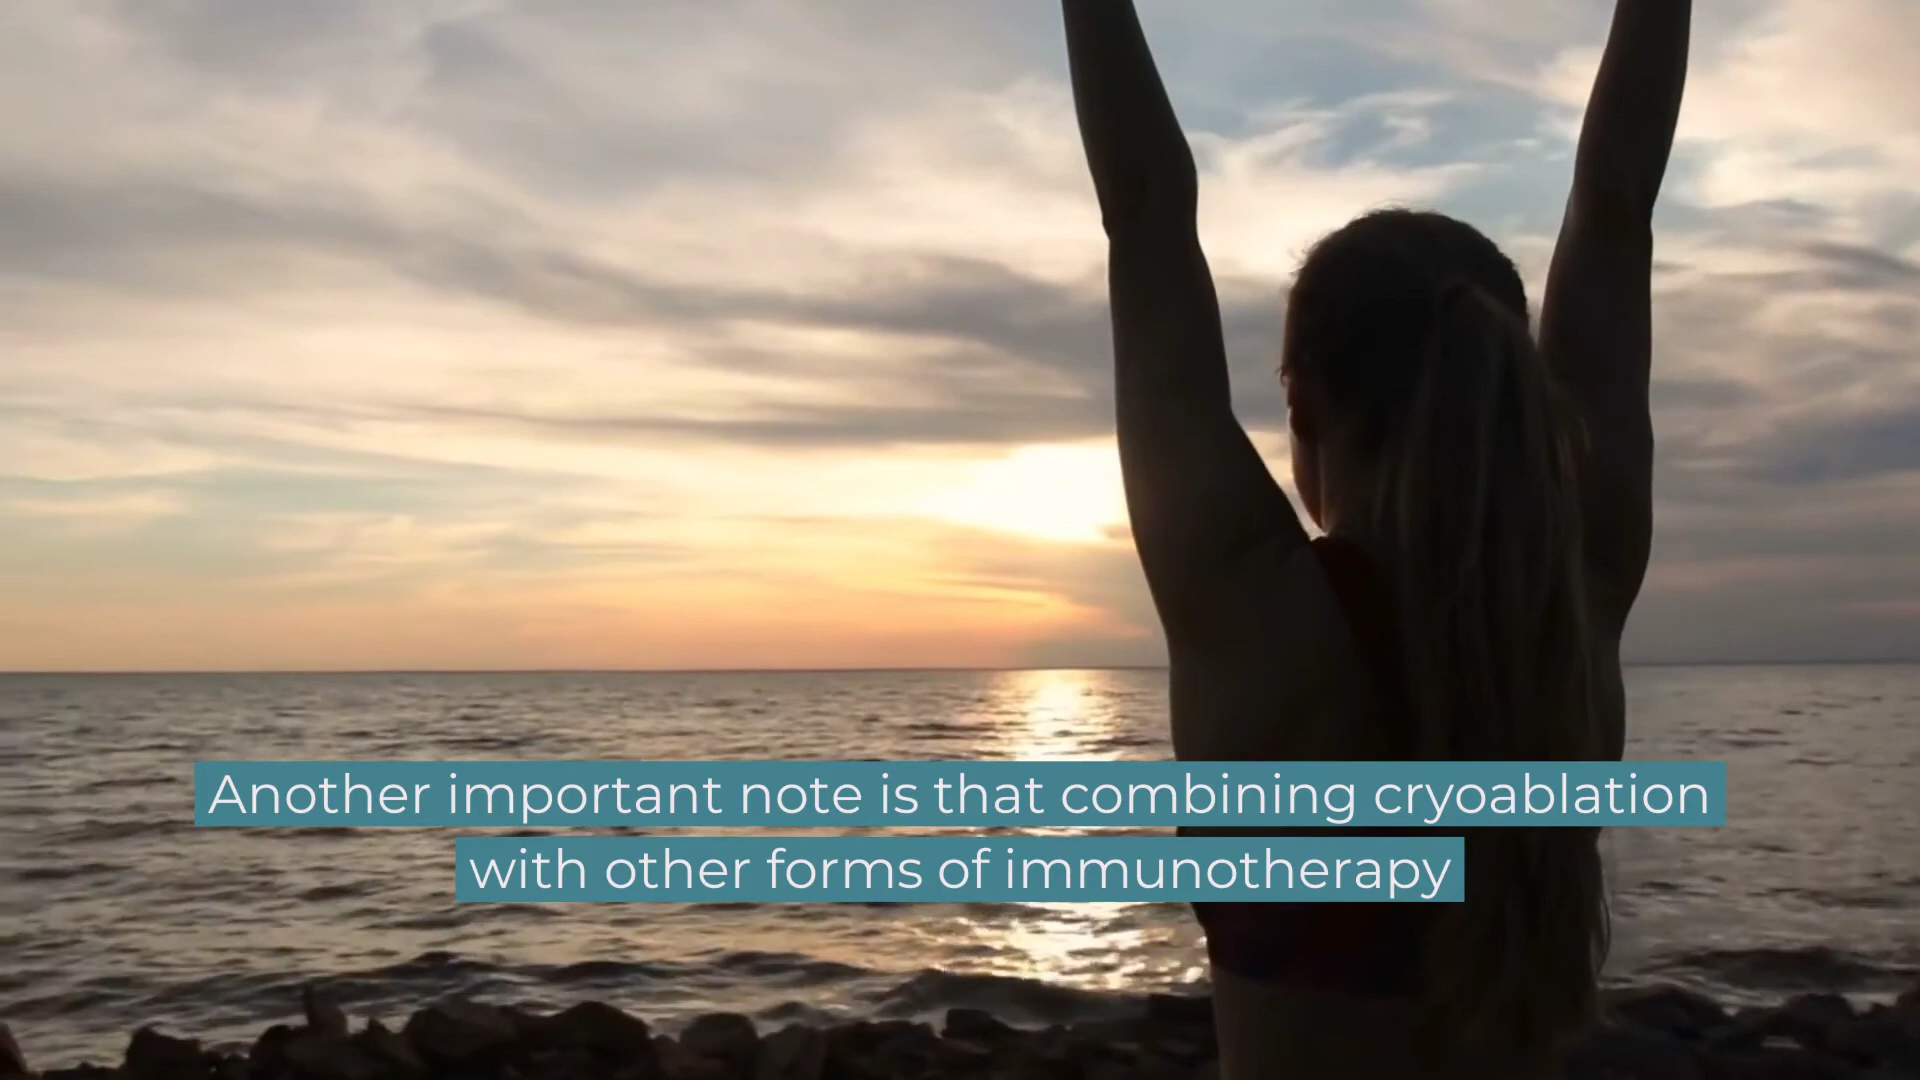 Another important note is that combining cryoablation
with other forms of immunotherapy